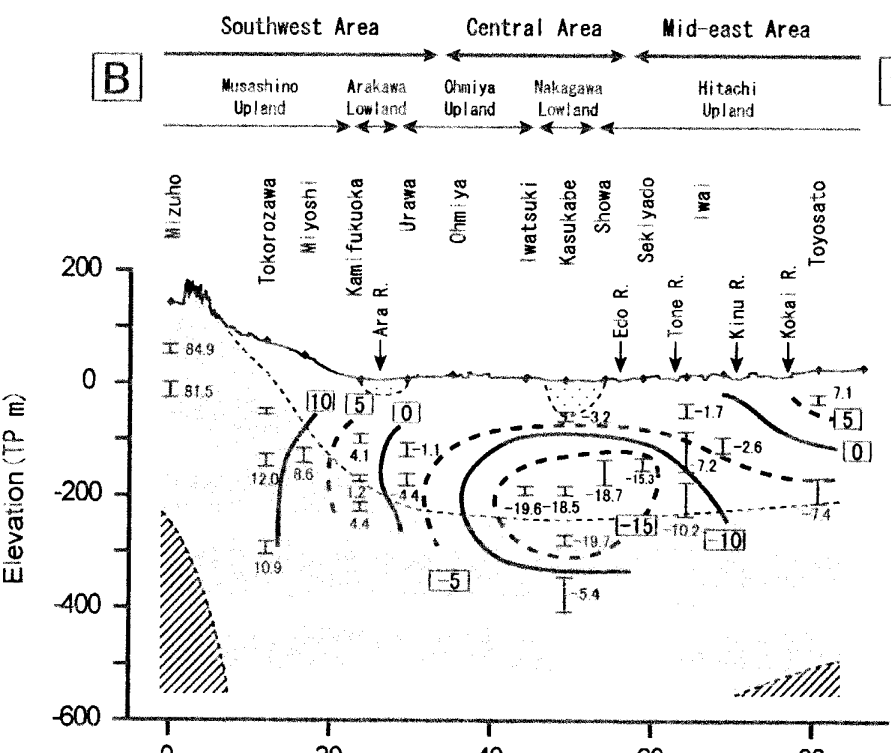 Southwest Area Central Area Mid-east Area
B
Musashino Upland
Arakawa Lowland
Ohmiya Upland
Nakagawa Lowland
Hitachi Upland
Mizuho
Tokorozawa
Miyoshi
Kamifukuoka
Urawa
Ohmiya
Iwatsuki
Kasukabe
Showa
Sekiyado
Iwai
Toyosato
Ara R.
Edo R.
Tone R.
Kinu R.
Kokai R.
Elevation (TP m)
200
0
-200
-400
-600
84.9
81.5
12.0
10.9
8.6
4.1
1.2
4.4
-1.1
4.4
-3.2
-19.6
-18.5
-19.7
-5.4
-18.7
-15.3
-1.7
-7.2
-10.2
-2.6
7.1
-7.4
10
5
0
-5
-15
-10
5
0
0 20 40 60 80